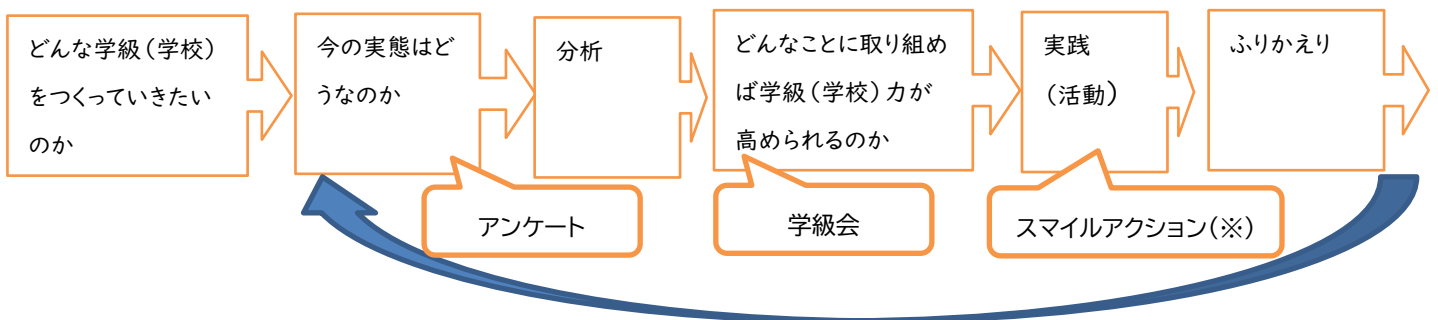 どんな学級(学校)
をつくっていきたい
のか
今の実態はど
うなのか
分析
どんなことに取り組め
ば学級(学校)力が
高められるのか
実践
(活動)
ふりかえり
アンケート
学級会
スマイルアクション(※)